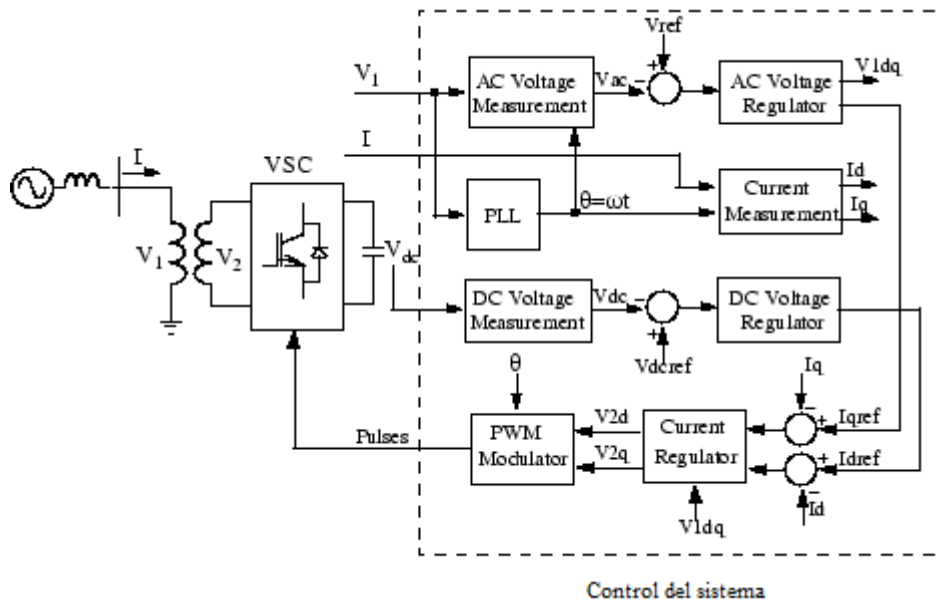 Vref
V1
AC Voltage
Measurement
Vac
+
-
AC Voltage
Regulator
V1dq
I
VSC
I
PLL
θ=ωt
Current
Measurement
Id
Iq
V1
V2
Vdc
DC Voltage
Measurement
Vdc
-
+
Vdcref
DC Voltage
Regulator
θ
Iq
Pulses
PWM
Modulator
V2d
V2q
Current
Regulator
-
+
Iqref
+
Idref
-
Id
V1dq
Control del sistema